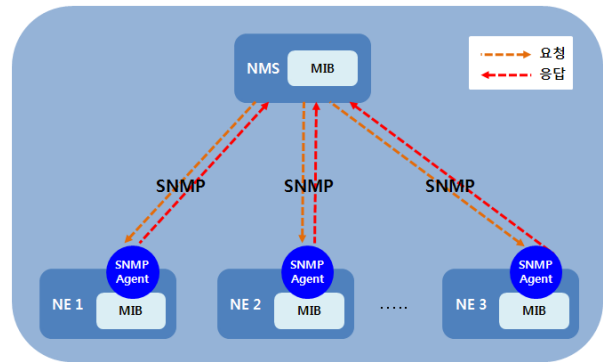 NMS
MIB
요청
응답
SNMP
SNMP
SNMP
SNMP
Agent
SNMP
Agent
SNMP
Agent
NE 1
MIB
NE 2
MIB
.....
NE 3
MIB